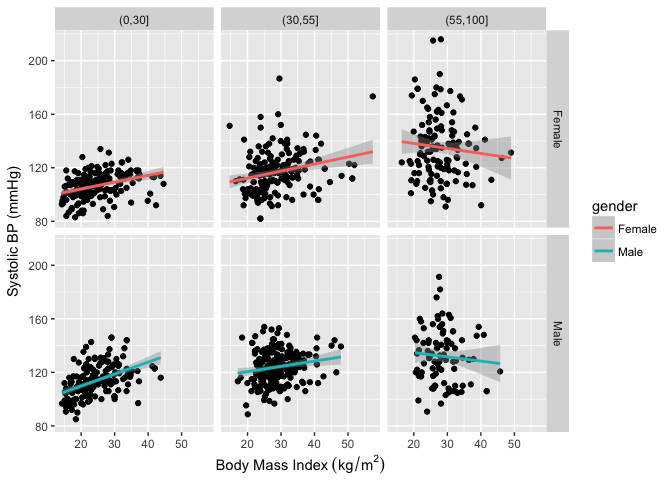 (0,30]
(30,55]
(55,100]
200
160
120
80
Female
200
160
120
80
Male
Systolic BP (mmHg)
20 30 40 50
20 30 40 50
20 30 40 50
Body Mass Index (kg/m²)
gender
Female
Male